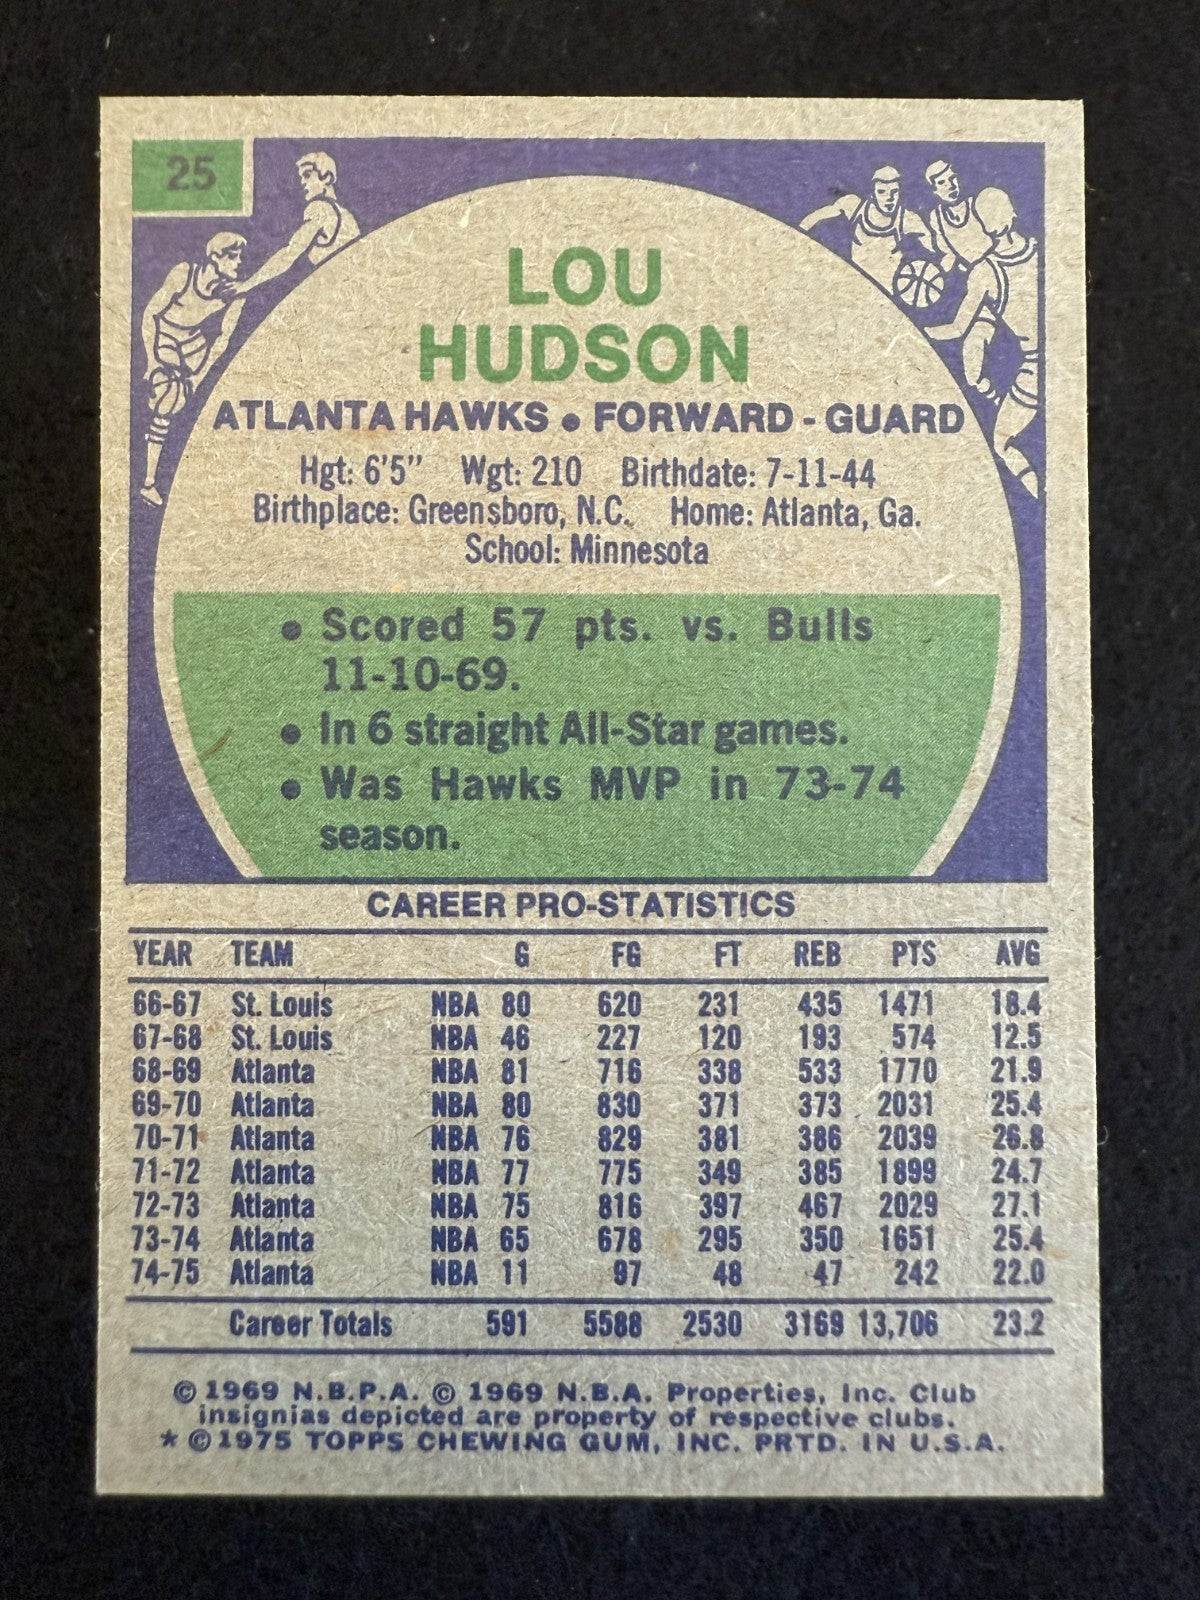 25
LOU
HUDSON
ATLANTA HAWKS • FORWARD - GUARD
Hgt: 6'5" Wgt: 210 Birthdate: 7-11-44
Birthplace: Greensboro, N.C. Home: Atlanta, Ga.
School: Minnesota
• Scored 57 pts. vs. Bulls
11-10-69.
• In 6 straight All-Star games.
• Was Hawks MVP in 73-74
season.
CAREER PRO-STATISTICS
YEAR TEAM G FG FT REB PTS AVG
66-67 St. Louis NBA 80 620 231 435 1471 18.4
67-68 St. Louis NBA 46 227 120 193 574 12.5
68-69 Atlanta NBA 81 716 338 533 1770 21.9
69-70 Atlanta NBA 80 830 371 373 2031 25.4
70-71 Atlanta NBA 76 829 381 386 2039 26.8
71-72 Atlanta NBA 77 775 349 385 1899 24.7
72-73 Atlanta NBA 75 816 397 467 2029 27.1
73-74 Atlanta NBA 65 678 295 350 1651 25.4
74-75 Atlanta NBA 11 97 48 47 242 22.0
Career Totals 591 5588 2530 3169 13,706 23.2
© 1969 N.B.P.A. © 1969 N.B.A. Properties, Inc. Club
insignias depicted are property of respective clubs.
* © 1975 TOPPS CHEWING GUM, INC. PRTD. IN U.S.A.